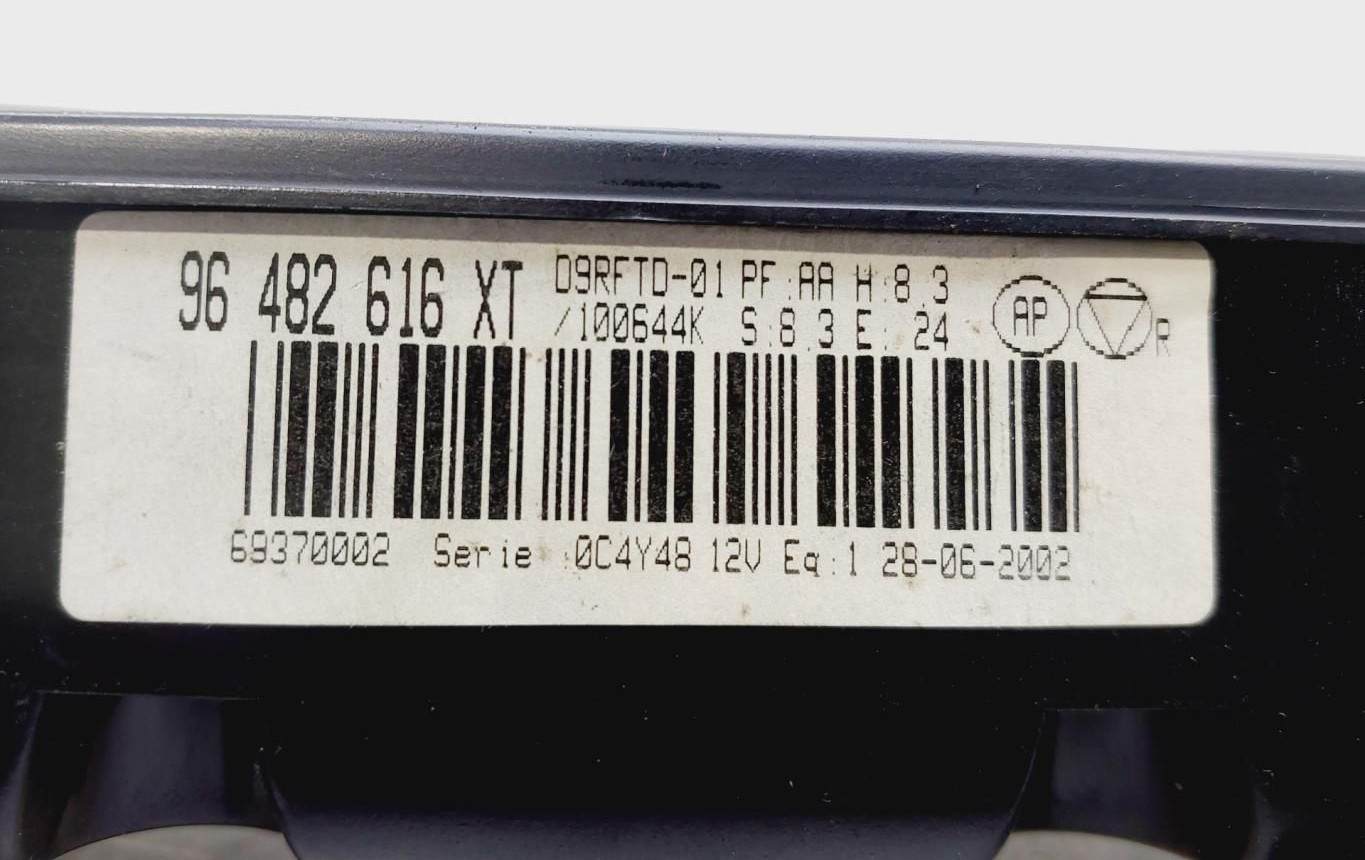 96 482 616 XT D9RFTD-01 PF:AA H:8.3
/100644K S:8.3 E: 24
AP
R
69370002 Serie :0C4Y48 12V Eq:1 28-06-2002